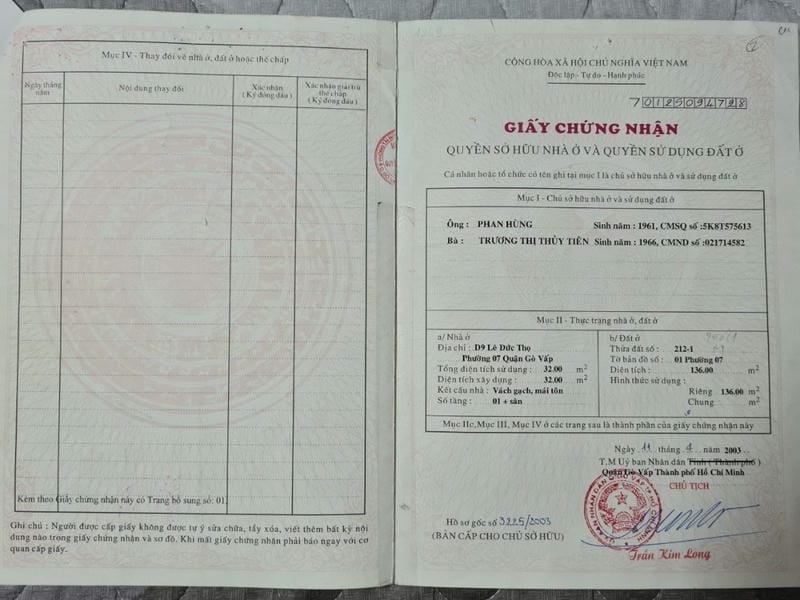 Mục IV - Thay đổi về nhà ở, đất ở hoặc thế chấp
Ngày tháng năm
Nội dung thay đổi
Xác nhận
(Ký đóng dấu)
Xác nhận giải trừ thế chấp
(Ký đóng dấu)
Kèm theo Giấy chứng nhận này có Trang bổ sung số: 01.
Ghi chú : Người được cấp giấy không được tự ý sửa chữa, tẩy xóa, viết thêm bất kỳ nội
dung nào trong giấy chứng nhận và sơ đồ. Khi mất giấy chứng nhận phải báo ngay với cơ
quan cấp giấy.
CỘNG HÒA XÃ HỘI CHỦ NGHĨA VIỆT NAM
Độc lập - Tự do - Hạnh phúc
70125094728
GIẤY CHỨNG NHẬN
QUYỀN SỞ HỮU NHÀ Ở VÀ QUYỀN SỬ DỤNG ĐẤT Ở
Cá nhân hoặc tổ chức có tên ghi tại mục I là chủ sở hữu nhà ở và sử dụng đất ở
Mục I - Chủ sở hữu nhà ở và sử dụng đất ở
Ông : PHAN HÙNG Sinh năm : 1961, CMSQ số :5K8T575613
Bà : TRƯƠNG THỊ THỦY TIÊN Sinh năm : 1966, CMND số :021714582
Mục II - Thực trạng nhà ở, đất ở
a/ Nhà ở
Địa chỉ : D9 Lê Đức Thọ
Phường 07 Quận Gò Vấp
Tổng diện tích sử dụng : 32.00 m2
Diện tích xây dựng : 32.00 m2
Kết cấu nhà : Vách gạch, mái tôn
Số tầng : 01 + sàn
b/ Đất ở
Thửa đất số : 212-1
Tờ bản đồ số : 01 Phường 07
Diện tích : 136.00 m2
Hình thức sử dụng :
Riêng 136.00 m2
Chung m2
Mục IIc, Mục III, Mục IV ở các trang sau là thành phần của giấy chứng nhận này
Ngày 11 tháng 9 năm 2003
T.M Uỷ ban Nhân dân Tỉnh ( Thành phố )
Quận Gò Vấp Thành phố Hồ Chí Minh
CHỦ TỊCH
Hồ sơ gốc số 3225/2003
(BẢN CẤP CHO CHỦ SỞ HỮU)
Trần Kim Long